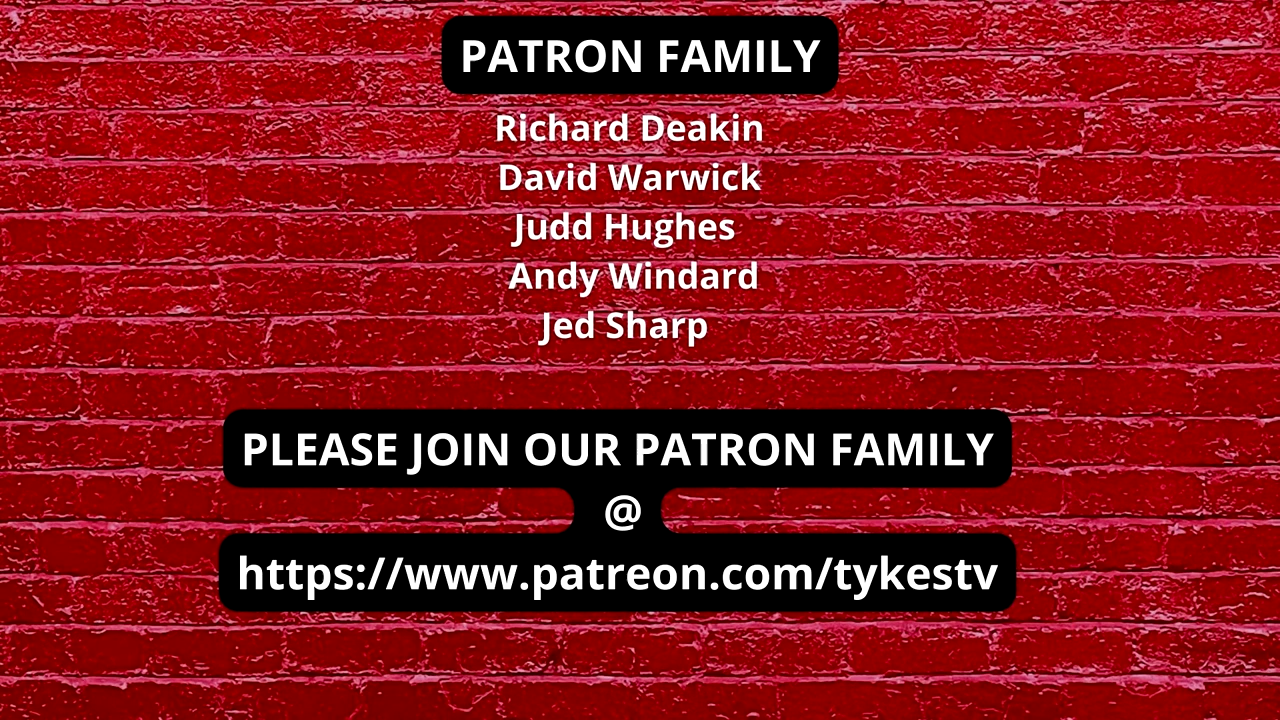 PATRON FAMILY
Richard Deakin
David Warwick
Judd Hughes
Andy Windard
Jed Sharp
PLEASE JOIN OUR PATRON FAMILY
@
https://www.patreon.com/tykestv